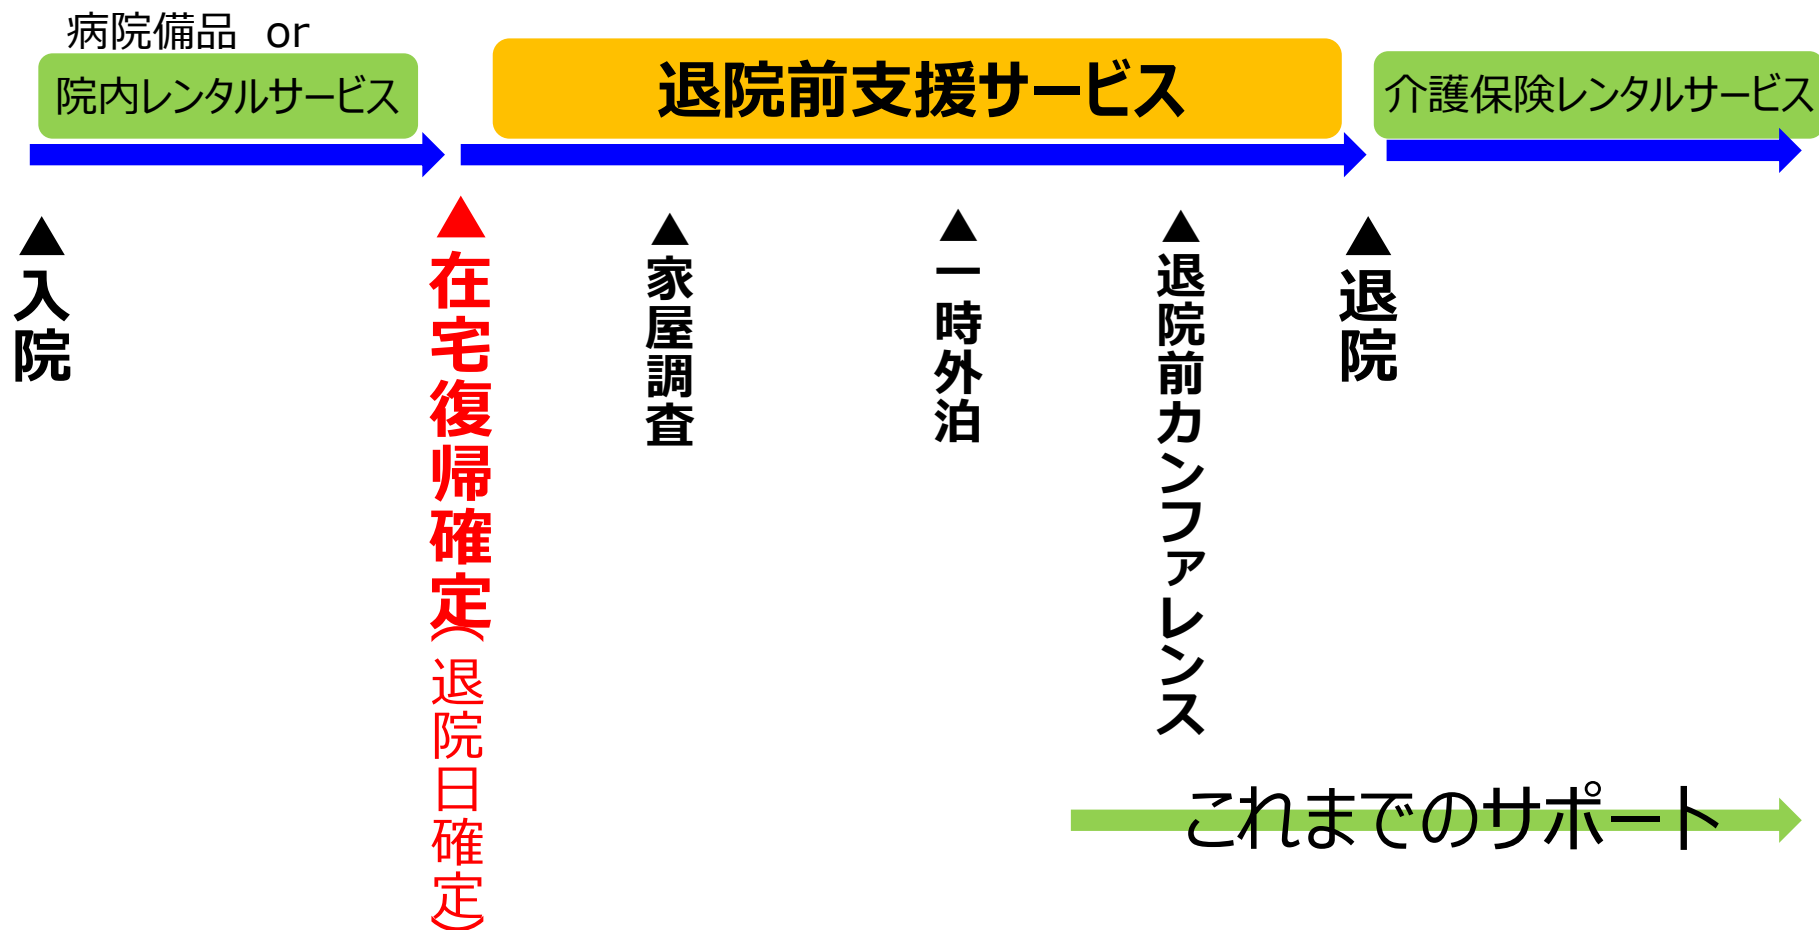 病院備品 or
院内レンタルサービス
退院前支援サービス
介護保険レンタルサービス
▲入院
▲在宅復帰確定(退院日確定)
▲家屋調査
▲一時外泊
▲退院前カンファレンス
▲退院
これまでのサポート